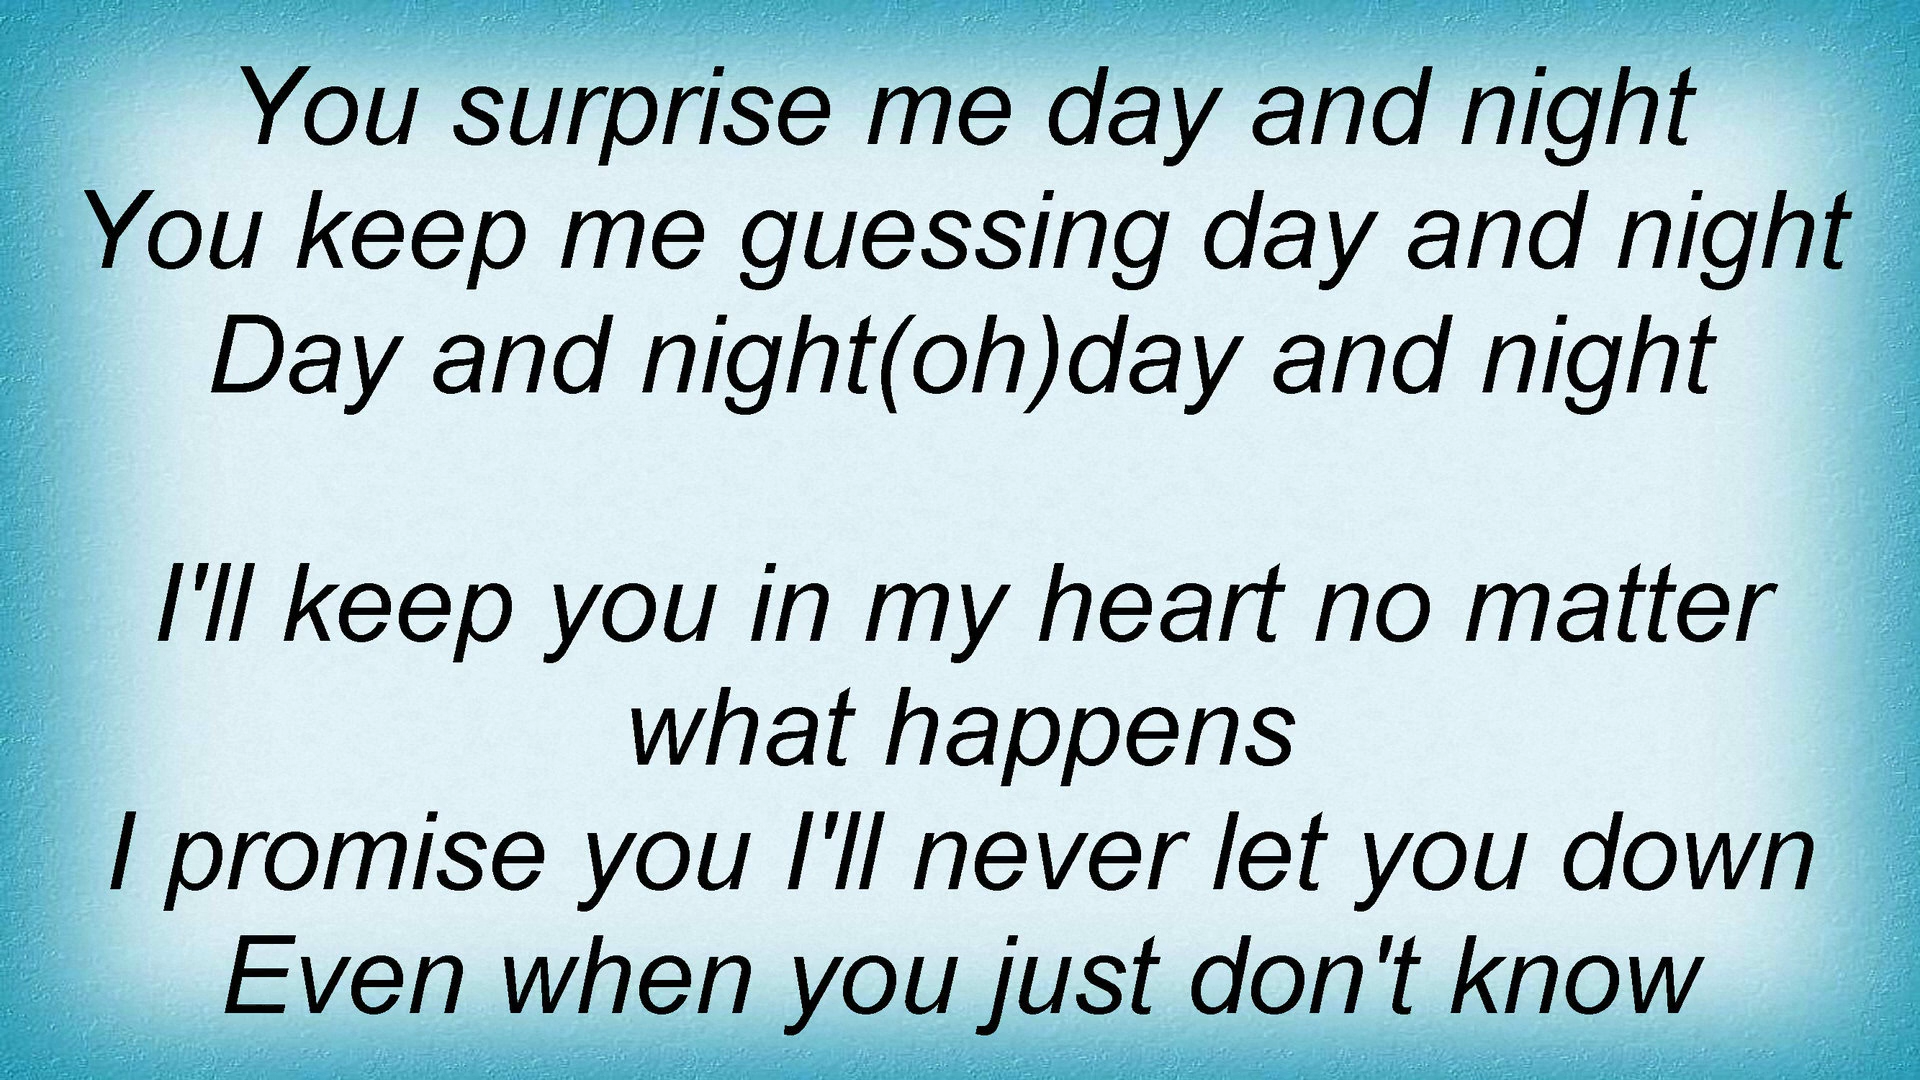 You surprise me day and night
You keep me guessing day and night
Day and night(oh)day and night
I'll keep you in my heart no matter
what happens
I promise you I'll never let you down
Even when you just don't know